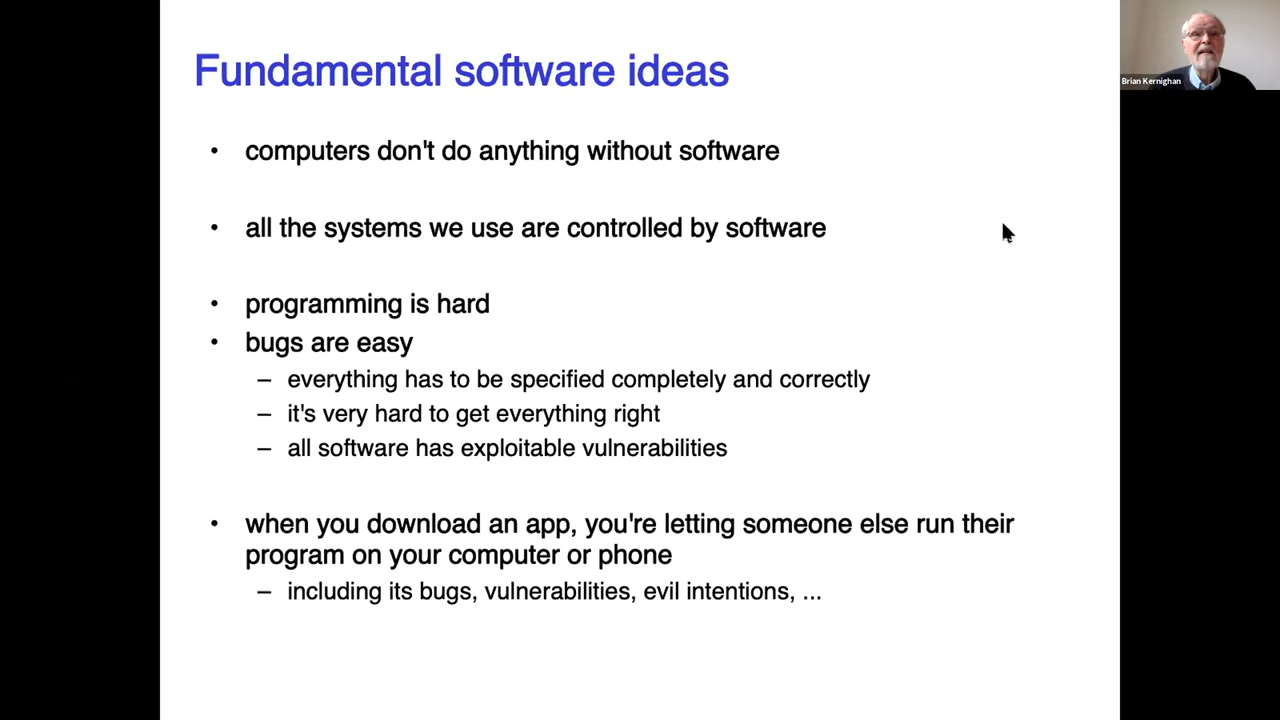 Fundamental software ideas
Brian Kernighan
• computers don't do anything without software
• all the systems we use are controlled by software
• programming is hard
• bugs are easy
– everything has to be specified completely and correctly
– it's very hard to get everything right
– all software has exploitable vulnerabilities
• when you download an app, you're letting someone else run their
program on your computer or phone
– including its bugs, vulnerabilities, evil intentions, ...